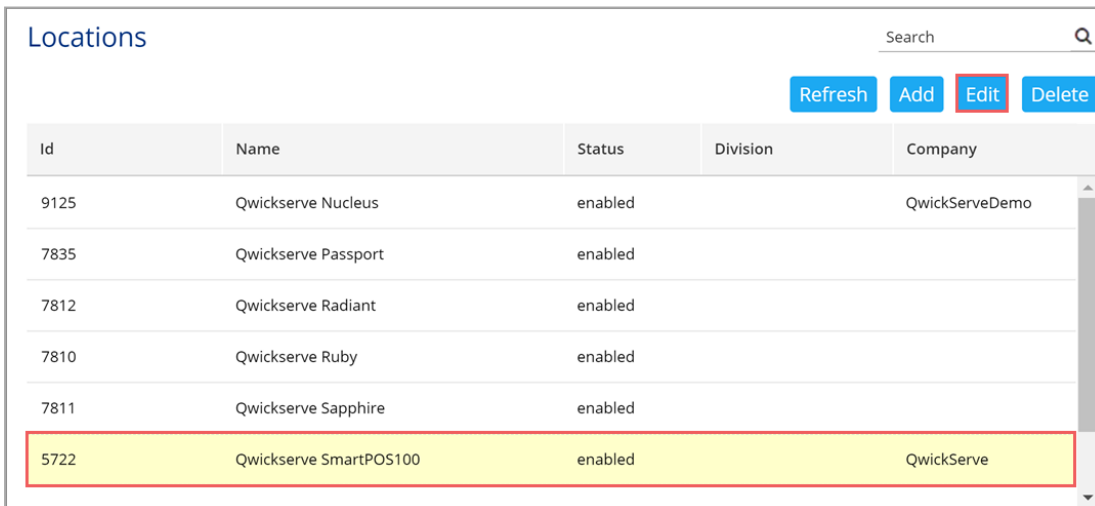 Locations
Search
Refresh Add Edit Delete
Id Name Status Division Company
9125 Qwickserve Nucleus enabled QwickServeDemo
7835 Qwickserve Passport enabled
7812 Qwickserve Radiant enabled
7810 Qwickserve Ruby enabled
7811 Qwickserve Sapphire enabled
5722 Qwickserve SmartPOS100 enabled QwickServe